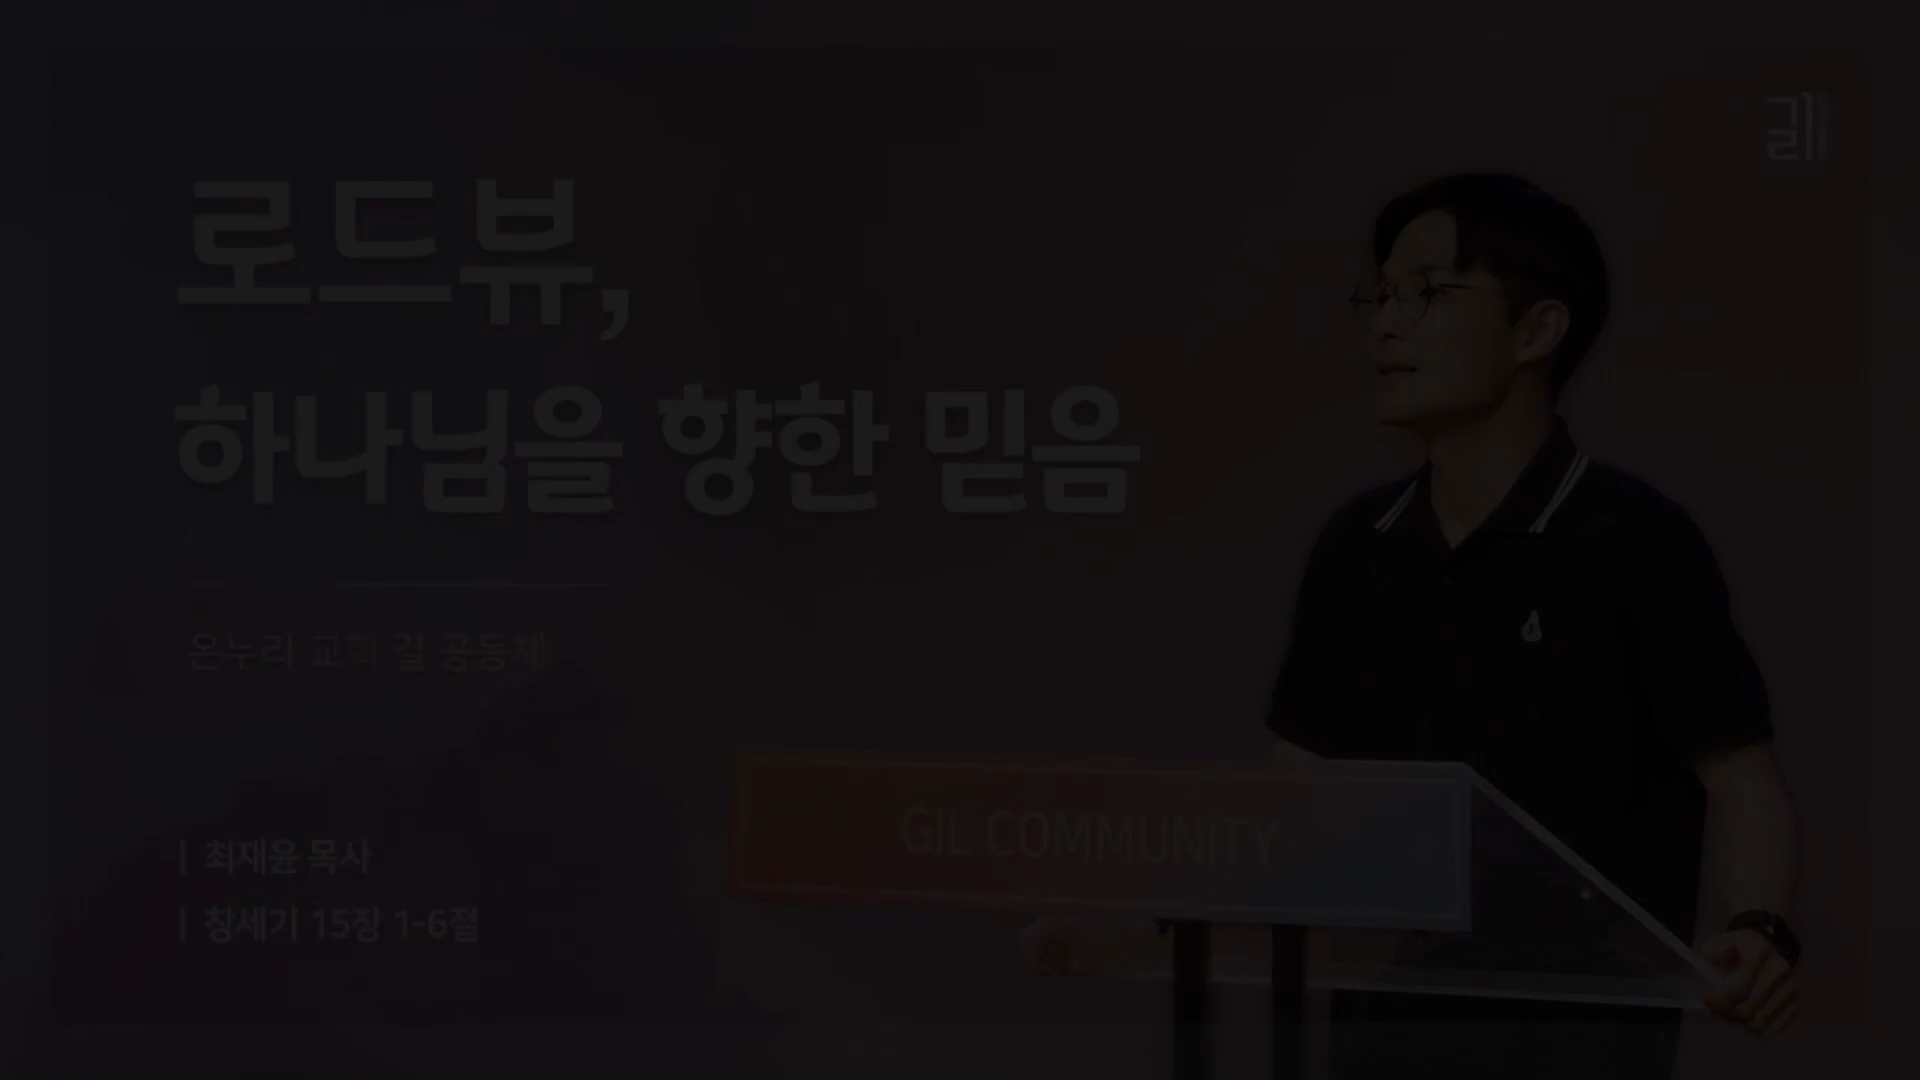 길
로드뷰,
하나님을 향한 믿음
온누리 교회 길 공동체
GIL COMMUNITY
| 최재윤 목사
| 창세기 15장 1-6절